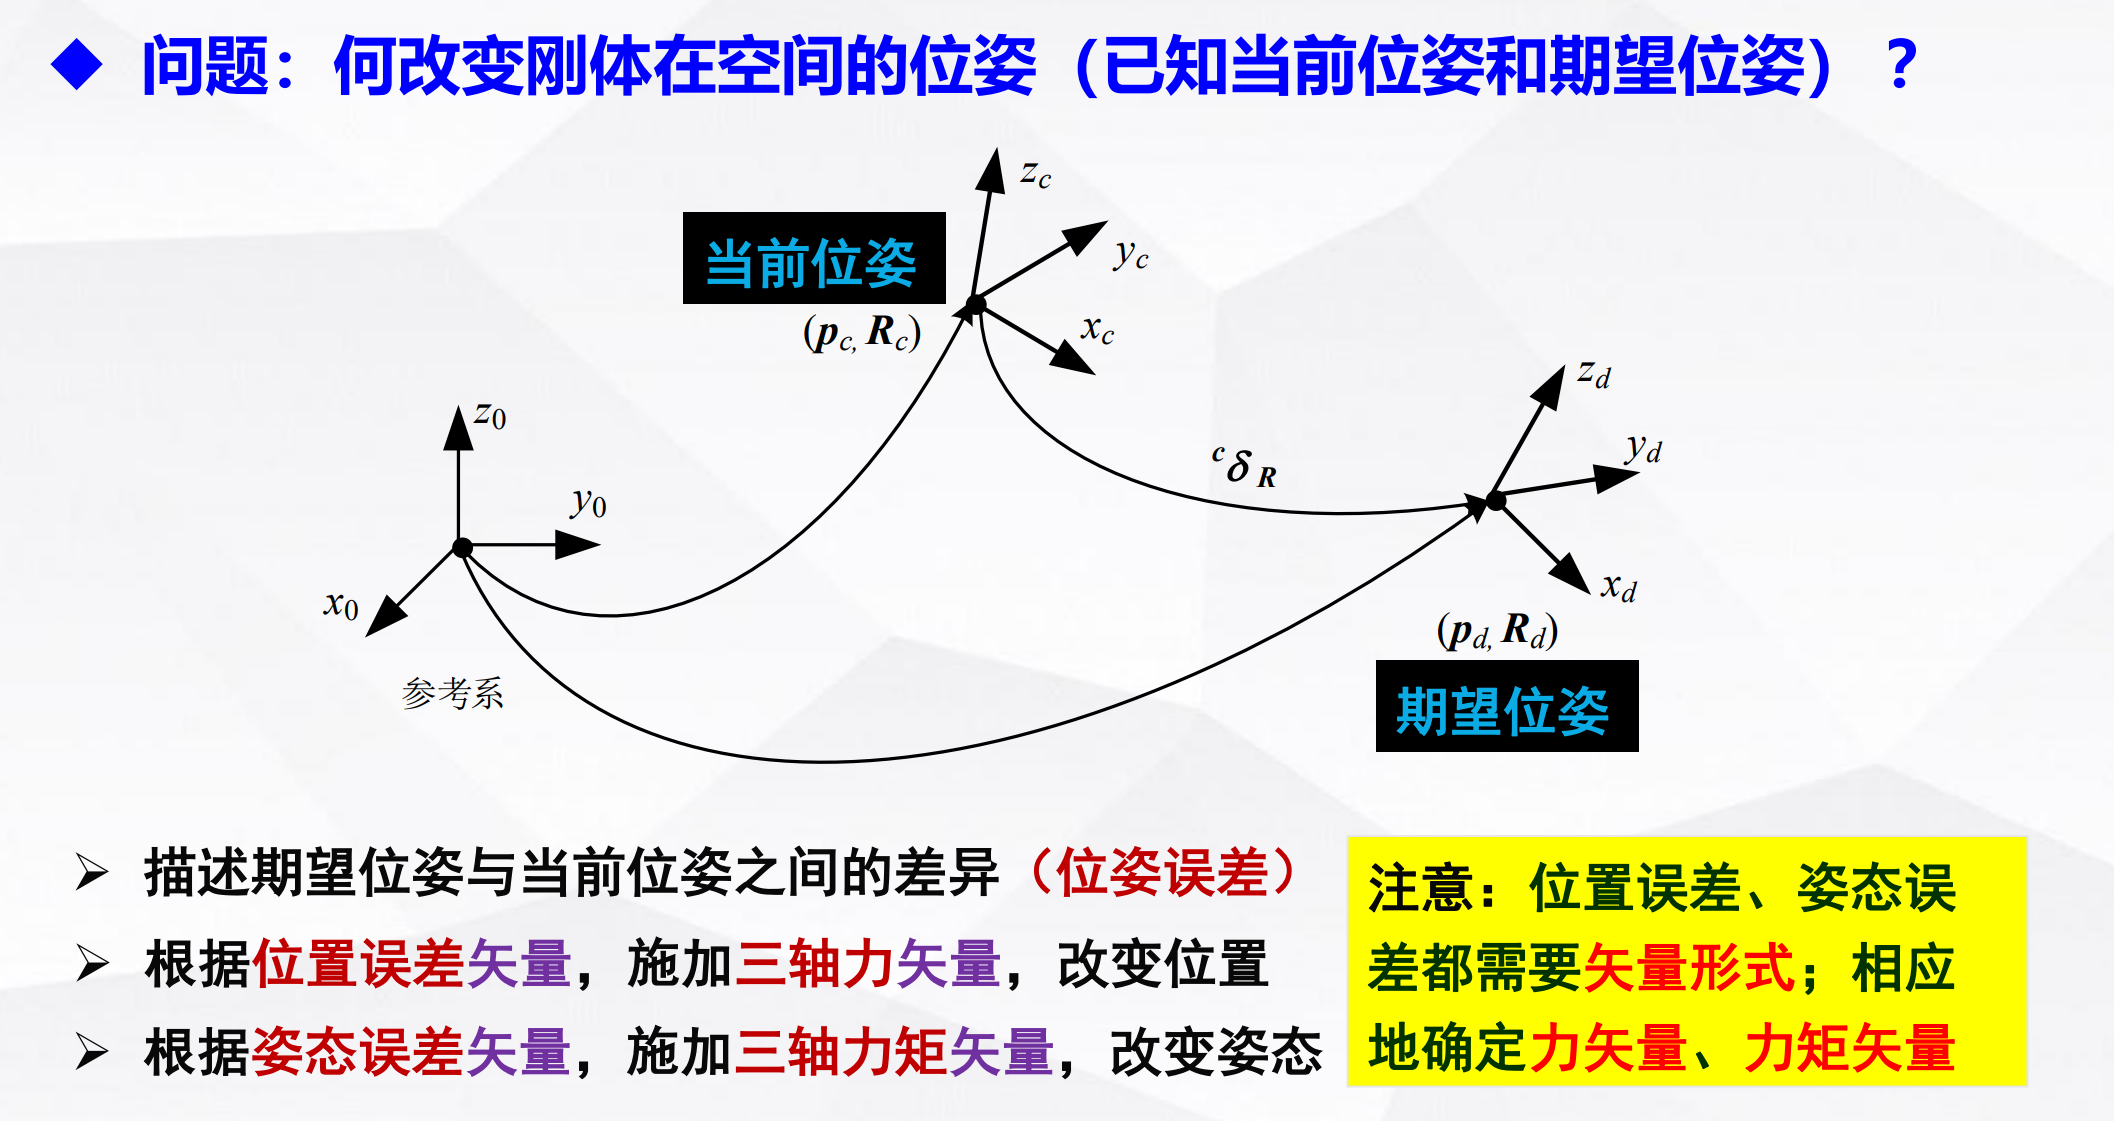 问题：何改变刚体在空间的位姿（已知当前位姿和期望位姿）？
z_c
当前位姿
y_c
(p_c, R_c)
x_c
z_d
z_0
y_d
^cδ_R
y_0
x_d
x_0
(p_d, R_d)
参考系
期望位姿
描述期望位姿与当前位姿之间的差异（位姿误差）
根据位置误差矢量，施加三轴力矢量，改变位置
根据姿态误差矢量，施加三轴力矩矢量，改变姿态
注意：位置误差、姿态误
差都需要矢量形式；相应
地确定力矢量、力矩矢量